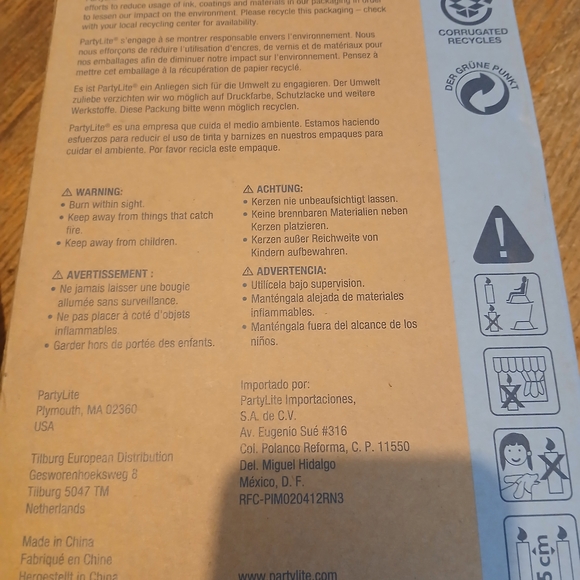 efforts to reduce usage of ink, coatings and materials in our packaging in order
to lessen our impact on the environment. Please recycle this packaging – check
with your local recycling center for availability.
PartyLite® s'engage à se montrer responsable envers l'environnement. Nous
nous efforçons de réduire l'utilisation d'encres, de vernis et de matériaux pour
nos emballages afin de diminuer notre impact sur l'environnement. Pensez à
mettre cet emballage à la récupération de papier recyclé.
Es ist PartyLite® ein Anliegen sich für die Umwelt zu engagieren. Der Umwelt
zuliebe verzichten wir wo möglich auf Druckfarbe, Schutzlacke und weitere
Werkstoffe. Diese Packung bitte wenn möglich recyclen.
PartyLite® es una empresa que cuida el medio ambiente. Estamos haciendo
esfuerzos para reducir el uso de tinta y barnizes en nuestros empaques para
cuidar el ambiente. Por favor recicla este empaque.
CORRUGATED
RECYCLES
DER GRÜNE PUNKT
⚠ WARNING:
• Burn within sight.
• Keep away from things that catch
fire.
• Keep away from children.
⚠ ACHTUNG:
• Kerzen nie unbeaufsichtigt lassen.
• Keine brennbaren Materialien neben
Kerzen platzieren.
• Kerzen außer Reichweite von
Kindern aufbewahren.
⚠ AVERTISSEMENT :
• Ne jamais laisser une bougie
allumée sans surveillance.
• Ne pas placer à coté d'objets
inflammables
• Garder hors de portée des enfants.
⚠ ADVERTENCIA:
• Utilícela bajo supervision.
• Manténgala alejada de materiales
inflammables.
• Manténgala fuera del alcance de los
niños.
PartyLite
Plymouth, MA 02360
USA
Tilburg European Distribution
Gesworenhoeksweg 8
Tilburg 5047 TM
Netherlands
Made in China
Fabriqué en Chine
Hergestellt in China
Importado por:
PartyLite Importaciones,
S.A. de C.V.
Av. Eugenio Sué #316
Col. Polanco Reforma, C. P. 11550
Del. Miguel Hidalgo
México, D. F.
RFC-PIM020412RN3
www.partylite.com
5 cm